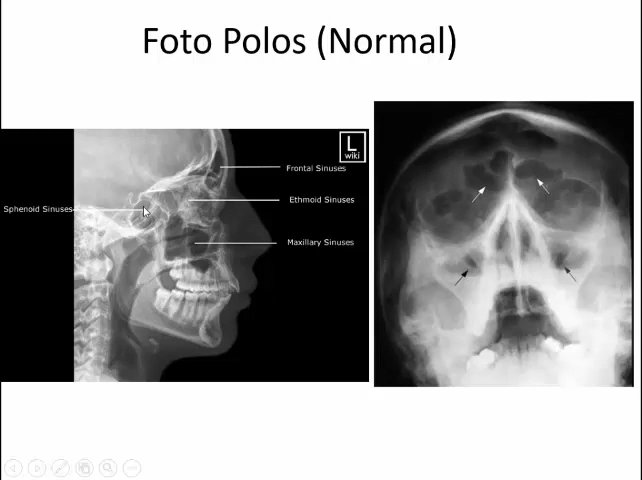 Foto Polos (Normal)
L
wiki
Frontal Sinuses
Ethmoid Sinuses
Sphenoid Sinuses
Maxillary Sinuses